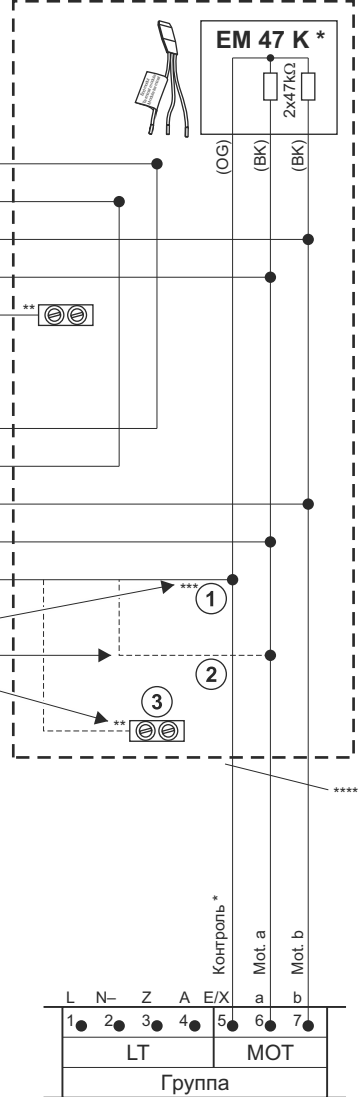 EM 47 K *
2x47kΩ
(OG)
(BK)
(BK)
**
***
1
2
3
**
****
Контроль *
Mot. a
Mot. b
L N– Z A E/X a b
1 2 3 4 5 6 7
LT MOT
Группа